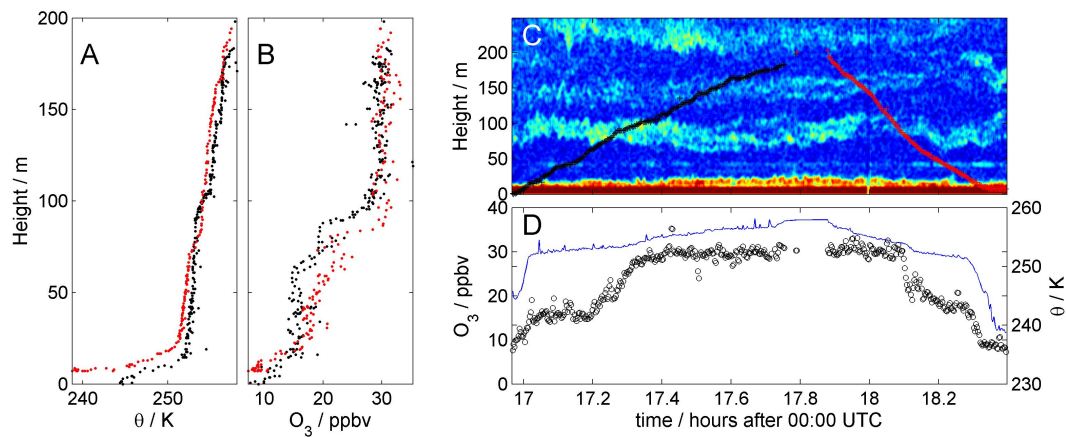 A
Height / m
200
150
100
50
0
240
250
θ / K
B
10
20
30
O3 / ppbv
C
Height / m
200
150
100
50
0
D
O3 / ppbv
40
30
20
10
0
260
250
240
230
θ / K
17
17.2
17.4
17.6
17.8
18
18.2
time / hours after 00:00 UTC